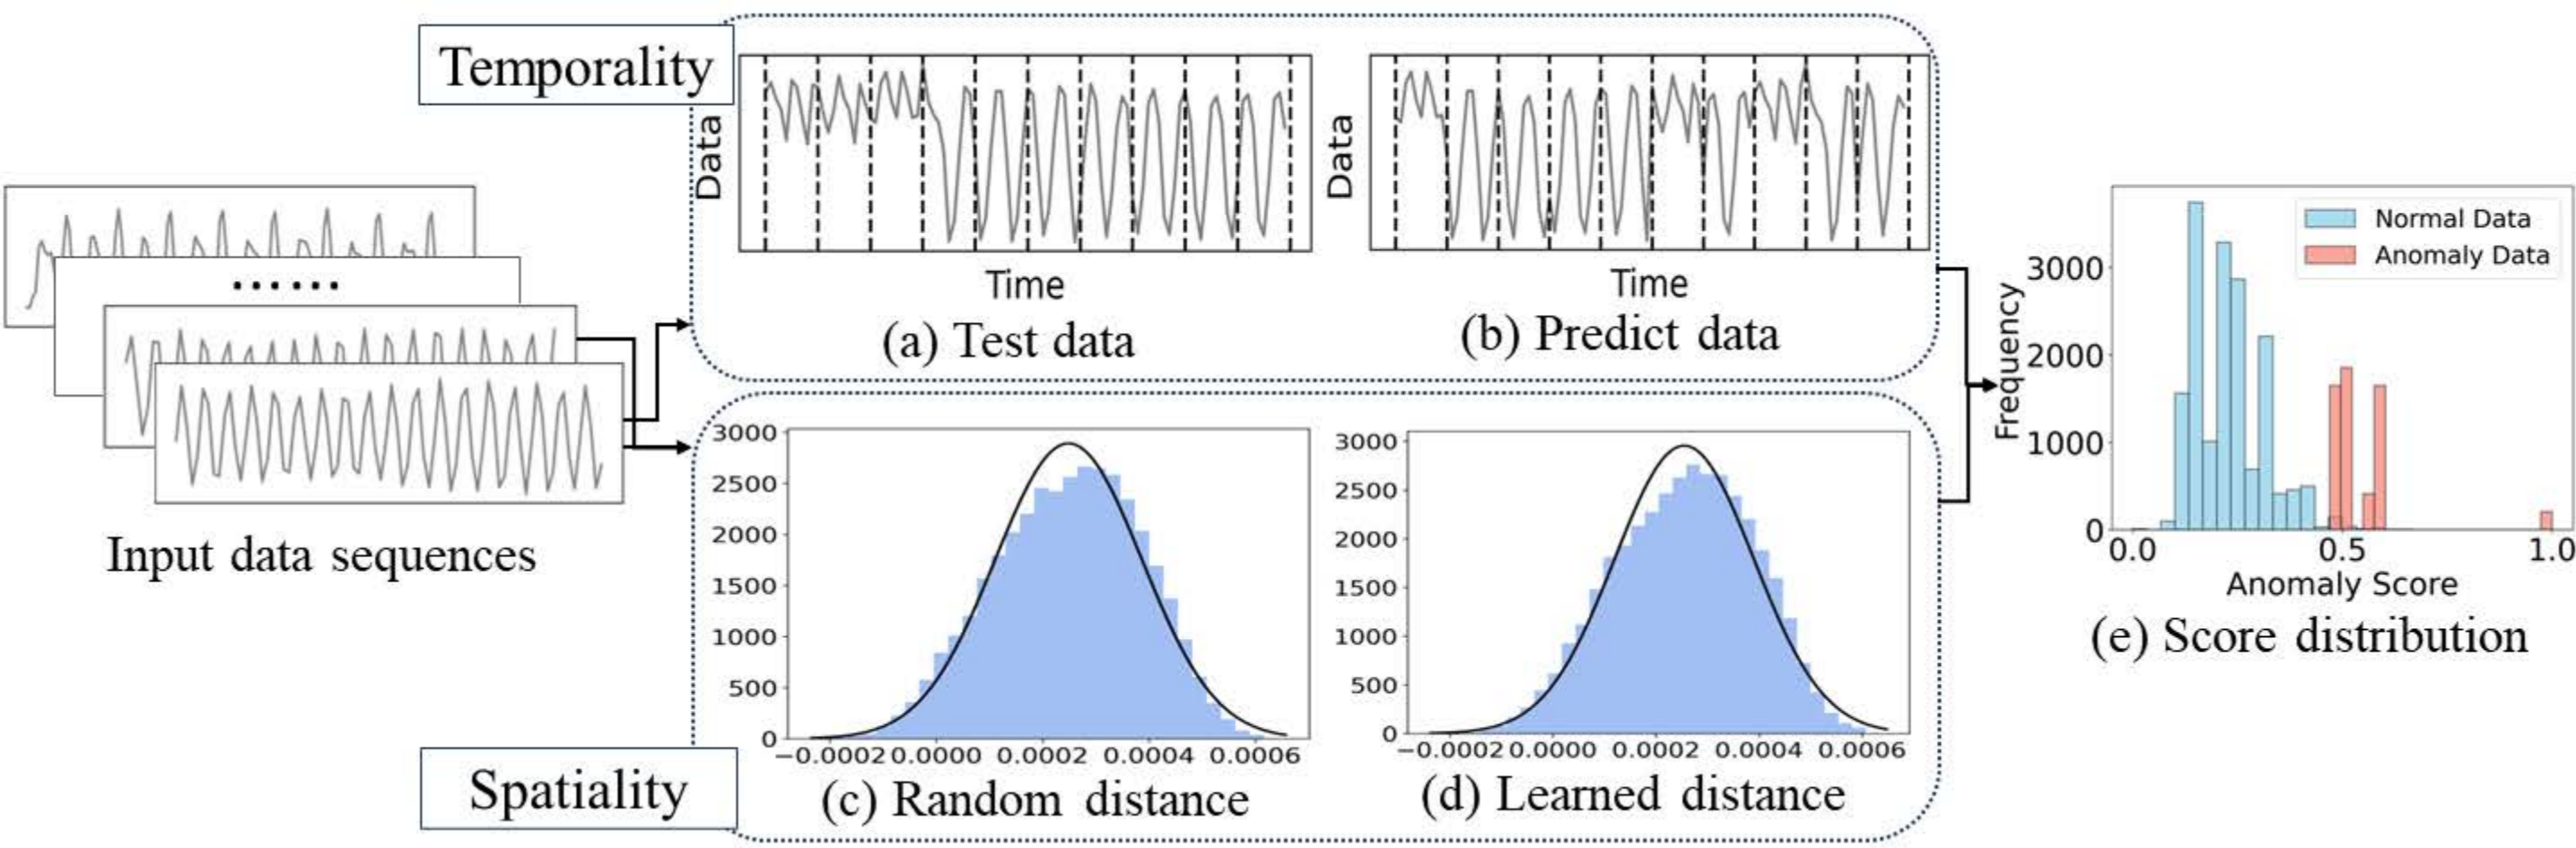 Temporality
Data
Time
(a) Test data
Data
Time
(b) Predict data
......
Input data sequences
3000
2500
2000
1500
1000
500
0
−0.0002 0.0000 0.0002 0.0004 0.0006
(c) Random distance
3000
2500
2000
1500
1000
500
0
−0.0002 0.0000 0.0002 0.0004 0.0006
(d) Learned distance
Spatiality
Normal Data
Anomaly Data
Frequency
3000
2000
1000
0
0.0 0.5 1.0
Anomaly Score
(e) Score distribution